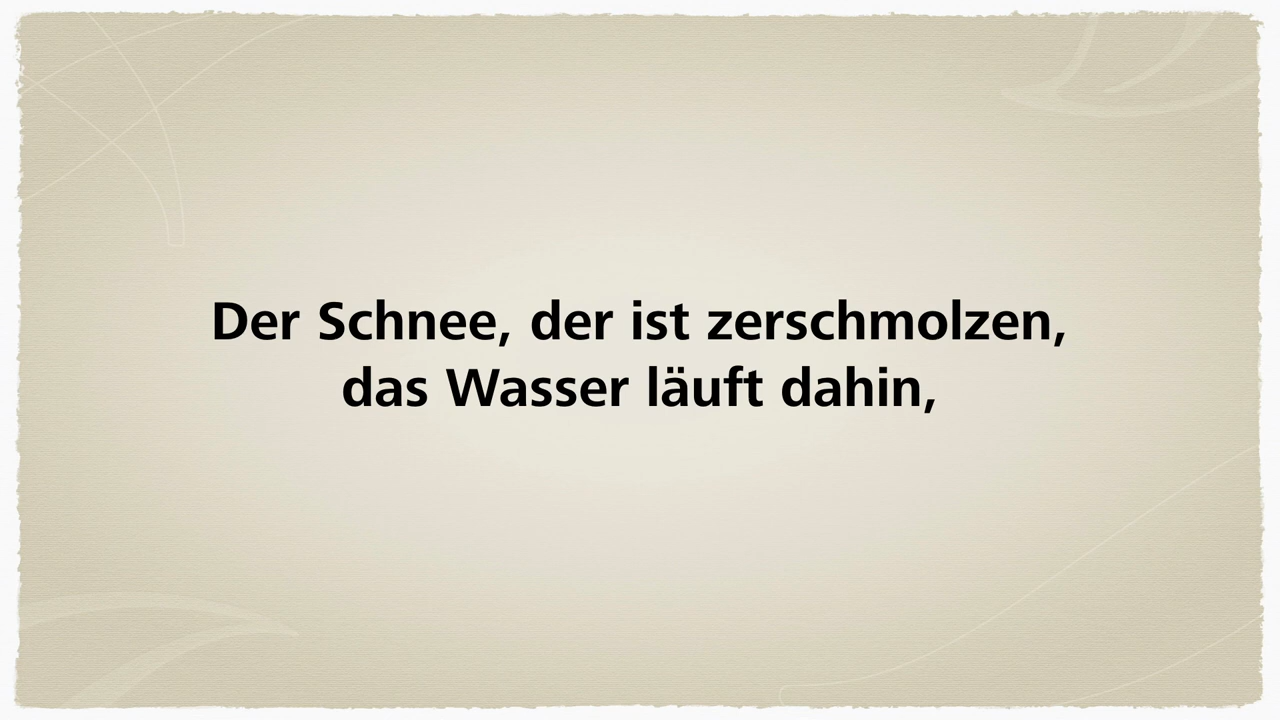 Der Schnee, der ist zerschmolzen,
das Wasser läuft dahin,